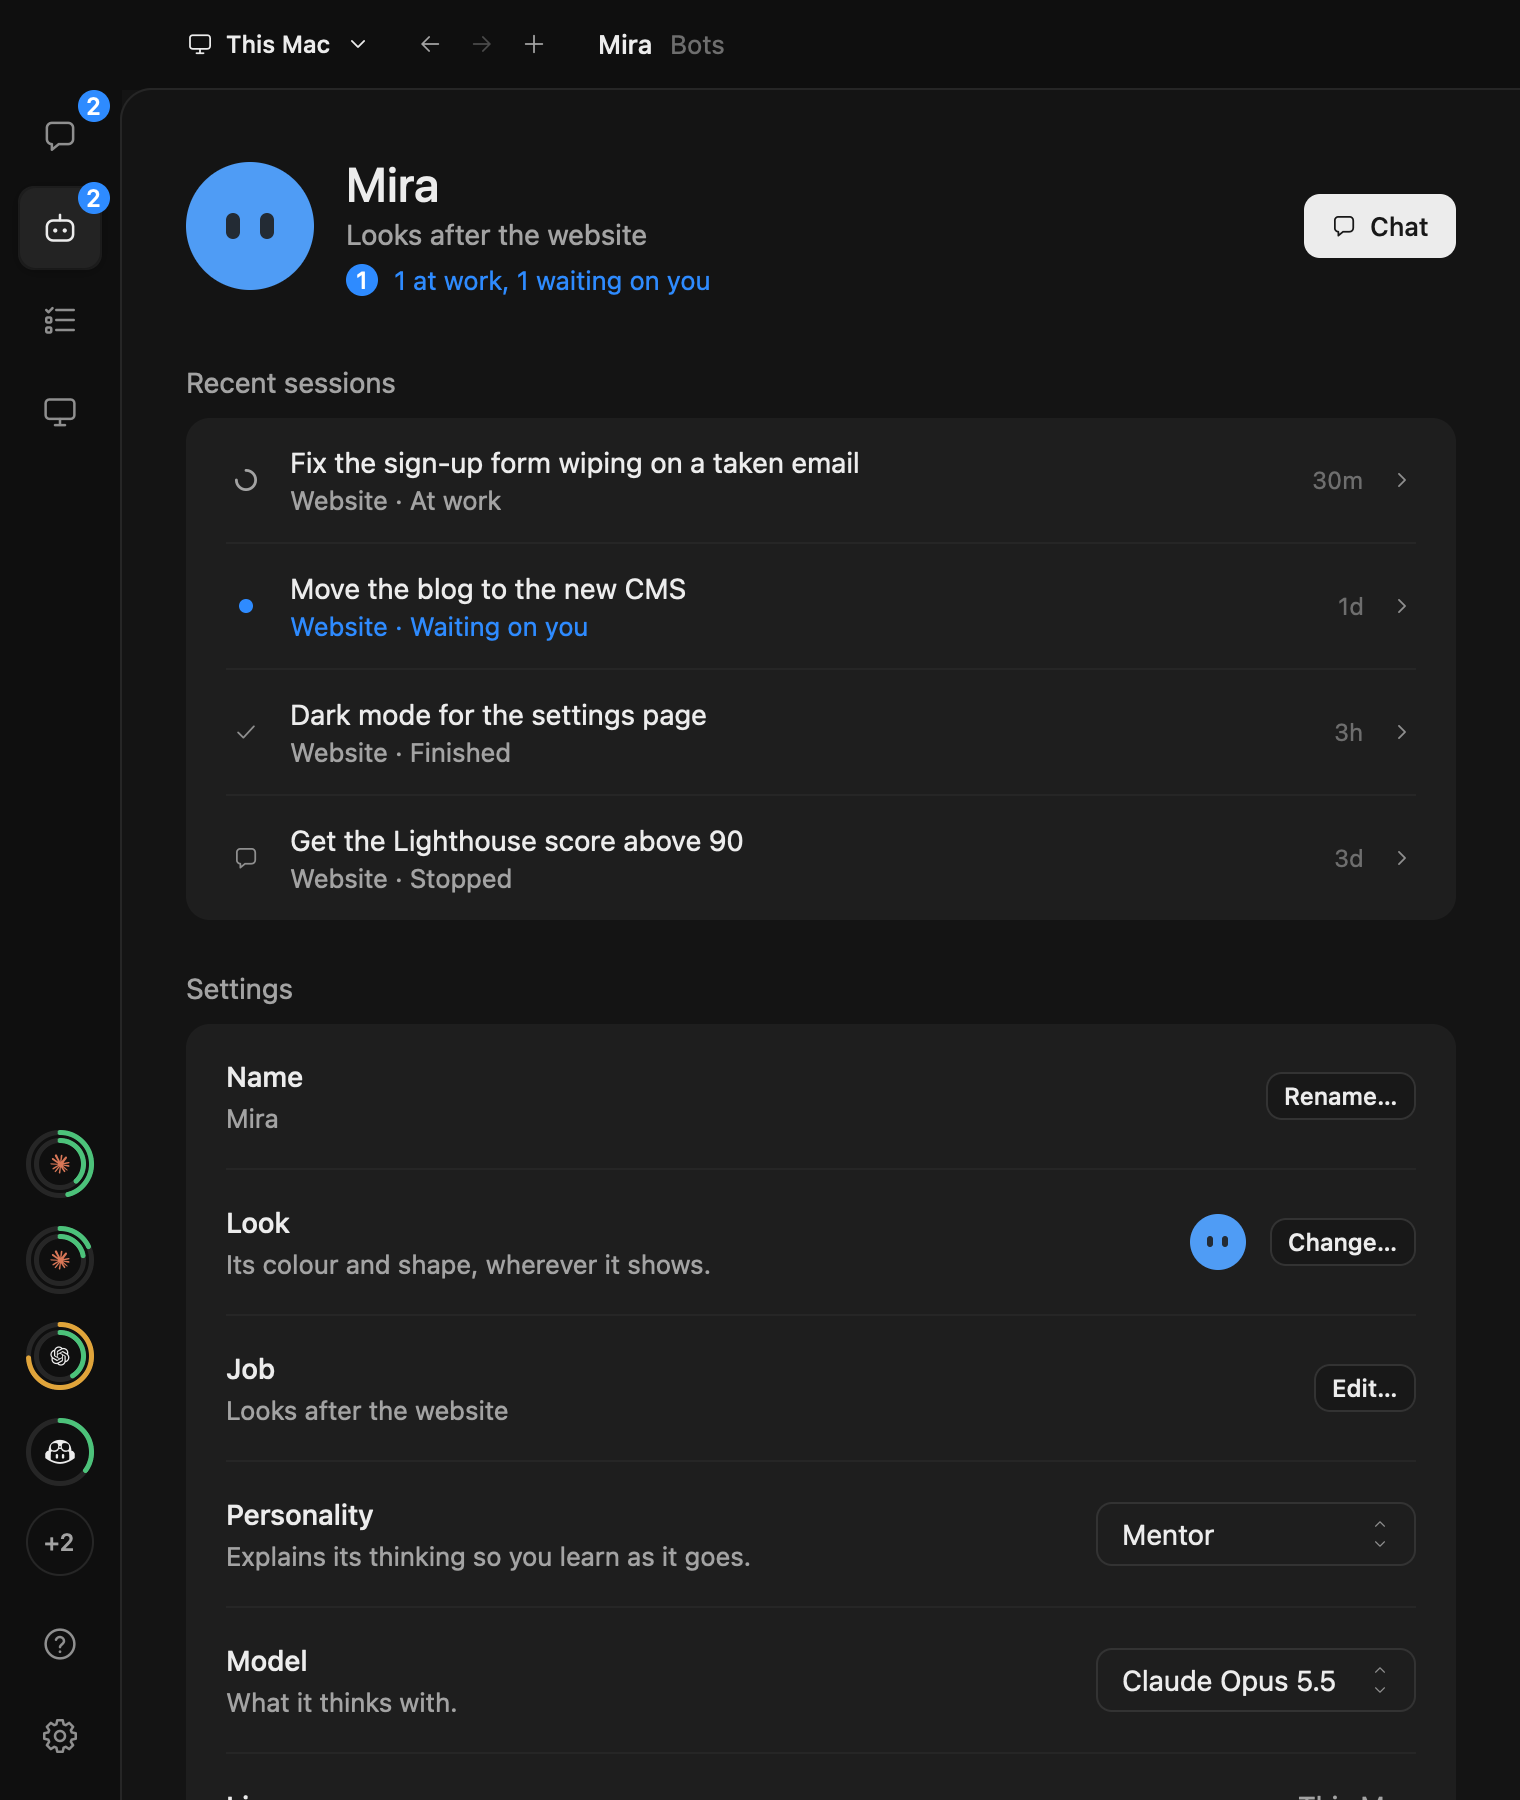 This Mac
Mira Bots
2
2
Mira
Looks after the website
1 1 at work, 1 waiting on you
Chat
Recent sessions
Fix the sign-up form wiping on a taken email
Website · At work
30m
Move the blog to the new CMS
Website · Waiting on you
1d
Dark mode for the settings page
Website · Finished
3h
Get the Lighthouse score above 90
Website · Stopped
3d
Settings
Name
Mira
Rename...
Look
Its colour and shape, wherever it shows.
Change...
Job
Looks after the website
Edit...
Personality
Explains its thinking so you learn as it goes.
Mentor
+2
Model
What it thinks with.
Claude Opus 5.5